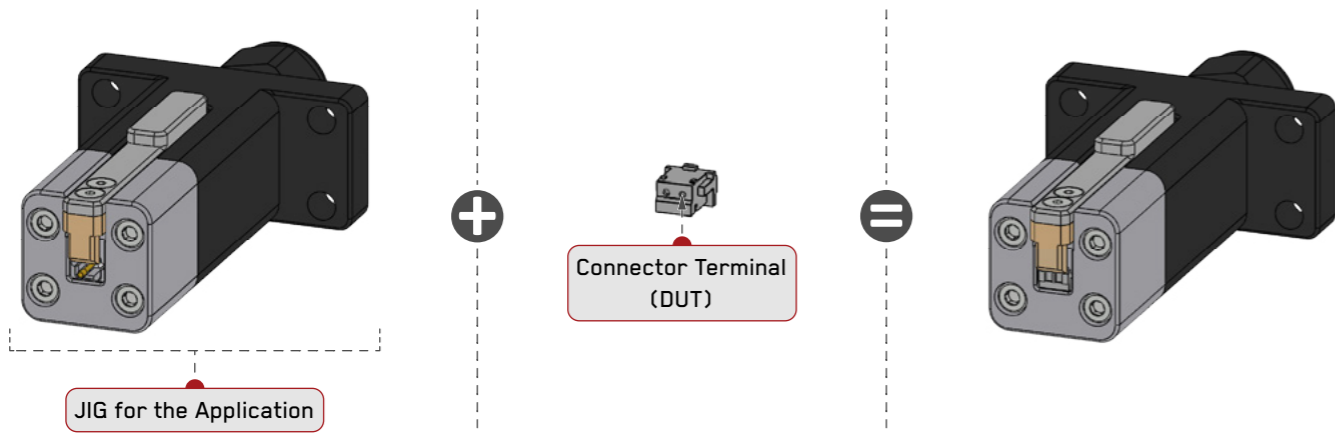 Connector Terminal
(DUT)
JIG for the Application